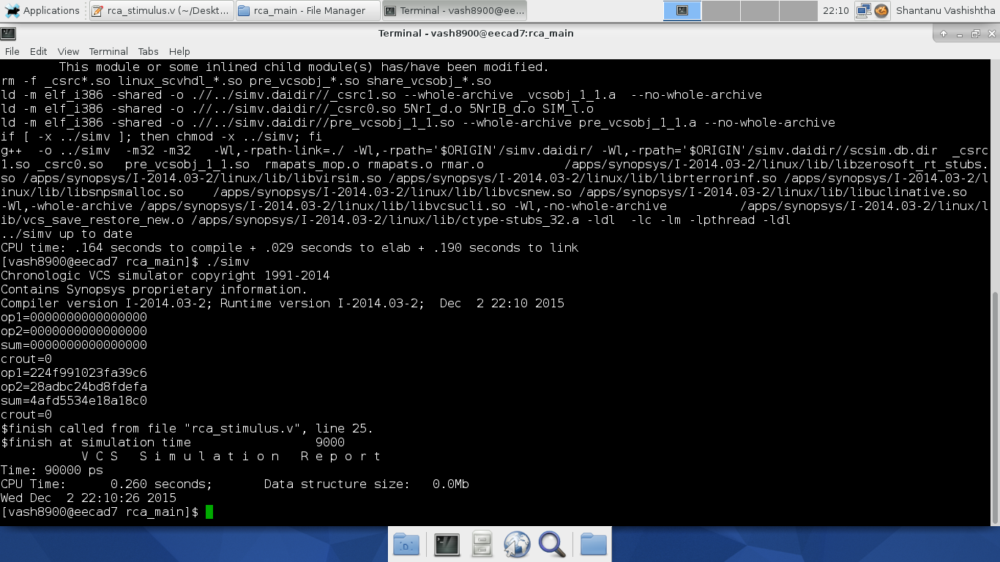 Applications
rca_stimulus.v (~/Deskt...
rca_main - File Manager
Terminal - vash8900@ee...
22:10
Shantanu Vashishtha
Terminal - vash8900@eecad7:rca_main
File Edit View Terminal Tabs Help
This module or some inlined child module(s) has/have been modified.
rm -f _csrc*.so linux_scvhdl_*.so pre_vcsobj_*.so share_vcsobj_*.so
ld -m elf_i386 -shared -o .//../simv.daidir//_csrc1.so --whole-archive _vcsobj_1_1.a  --no-whole-archive
ld -m elf_i386 -shared -o .//../simv.daidir//_csrc0.so 5NrI_d.o 5NrIB_d.o SIM_l.o
ld -m elf_i386 -shared -o .//../simv.daidir//pre_vcsobj_1_1.so --whole-archive pre_vcsobj_1_1.a --no-whole-archive
if [ -x ../simv ]; then chmod -x ../simv; fi
g++  -o ../simv  -m32 -m32   -Wl,-rpath-link=./ -Wl,-rpath='$ORIGIN'/simv.daidir/ -Wl,-rpath='$ORIGIN'/simv.daidir//scsim.db.dir  _csrc
1.so _csrc0.so   pre_vcsobj_1_1.so  rmapats_mop.o rmapats.o rmar.o           /apps/synopsys/I-2014.03-2/linux/lib/libzerosoft_rt_stubs.
so /apps/synopsys/I-2014.03-2/linux/lib/libvirsim.so /apps/synopsys/I-2014.03-2/linux/lib/librterrorinf.so /apps/synopsys/I-2014.03-2/l
inux/lib/libsnpsmalloc.so    /apps/synopsys/I-2014.03-2/linux/lib/libvcsnew.so /apps/synopsys/I-2014.03-2/linux/lib/libuclinative.so
-Wl,-whole-archive /apps/synopsys/I-2014.03-2/linux/lib/libvcsucli.so -Wl,-no-whole-archive          /apps/synopsys/I-2014.03-2/linux/l
ib/vcs_save_restore_new.o /apps/synopsys/I-2014.03-2/linux/lib/ctype-stubs_32.a -ldl  -lc -lm -lpthread -ldl
../simv up to date
CPU time: .164 seconds to compile + .029 seconds to elab + .190 seconds to link
[vash8900@eecad7 rca_main]$ ./simv
Chronologic VCS simulator copyright 1991-2014
Contains Synopsys proprietary information.
Compiler version I-2014.03-2; Runtime version I-2014.03-2;  Dec  2 22:10 2015
op1=0000000000000000
op2=0000000000000000
sum=0000000000000000
crout=0
op1=224f991023fa39c6
op2=28adbc24bd8fdefa
sum=4afd5534e18a18c0
crout=0
$finish called from file "rca_stimulus.v", line 25.
$finish at simulation time                 9000
V C S   S i m u l a t i o n   R e p o r t
Time: 90000 ps
CPU Time:      0.260 seconds;       Data structure size:   0.0Mb
Wed Dec  2 22:10:26 2015
[vash8900@eecad7 rca_main]$